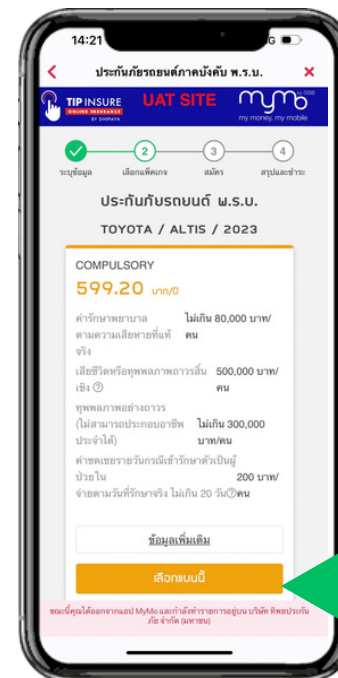 14:21
G
ประกันภัยรถยนต์ภาคบังคับ พ.ร.บ.
TIP INSURE
ONLINE INSURANCE
BY DHIPAYA
UAT SITE
mymo
by GSB
my money, my mobile
2
3
4
ระบุข้อมูล
เลือกแพ็คเกจ
สมัคร
สรุปและชำระ
ประกันภัยรถยนต์ พ.ร.บ.
TOYOTA / ALTIS / 2023
COMPULSORY
599.20 บาท/ปี
ค่ารักษาพยาบาล ไม่เกิน 80,000 บาท/
ตามความเสียหายที่แท้ คน
จริง
เสียชีวิตหรือทุพพลภาพถาวรสิ้น 500,000 บาท/
เชิง คน
ทุพพลภาพอย่างถาวร
(ไม่สามารถประกอบอาชีพ ไม่เกิน 300,000
ประจำได้) บาท/คน
ค่าชดเชยรายวันกรณีเข้ารักษาตัวเป็นผู้
ป่วยใน 200 บาท/
จ่ายตามวันที่รักษาจริง ไม่เกิน 20 วัน คน
ข้อมูลเพิ่มเติม
เลือกแบบนี้
ขณะนี้คุณได้ออกจากแอป MyMo และกำลังทำรายการอยู่บน บริษัท ทิพยประกัน
ภัย จำกัด (มหาชน)